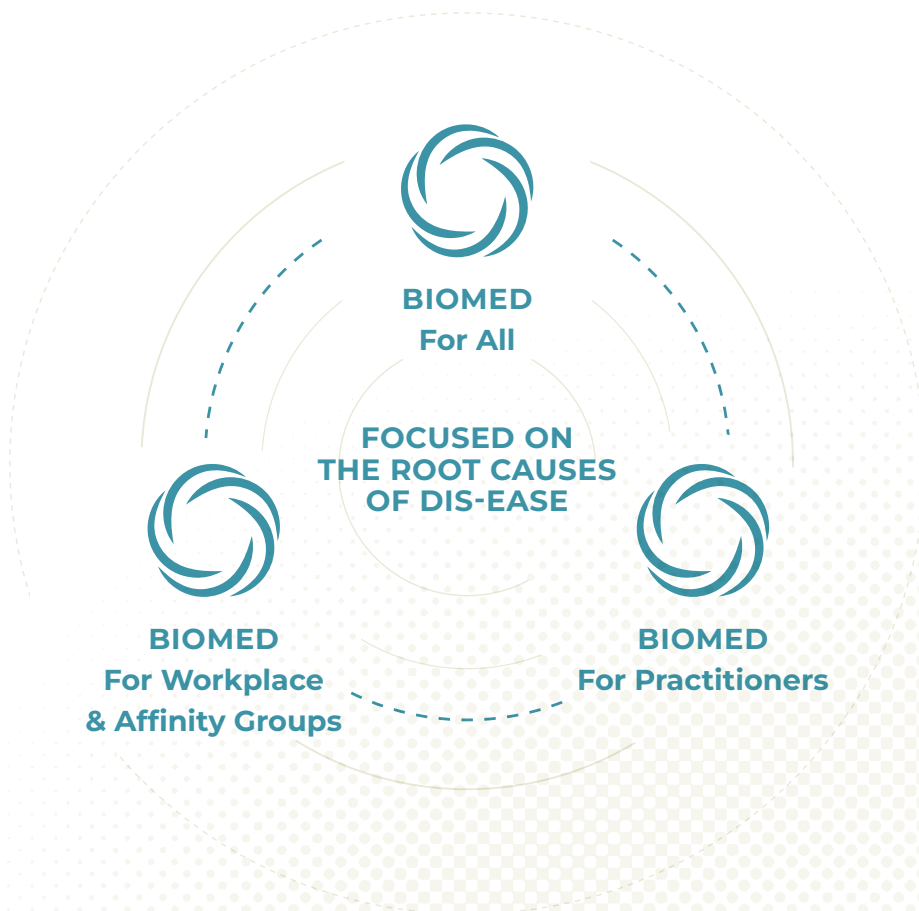 BIOMED
For All
FOCUSED ON
THE ROOT CAUSES
OF DIS-EASE
BIOMED
For Workplace
& Affinity Groups
BIOMED
For Practitioners